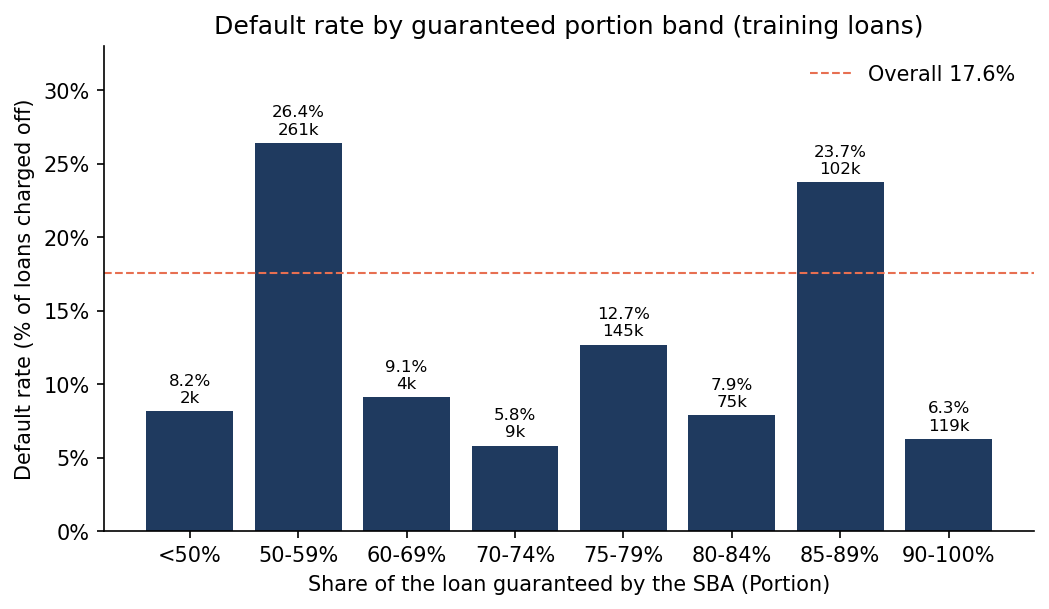 Default rate by guaranteed portion band (training loans)
Overall 17.6%
Default rate (% of loans charged off)
30%
25%
20%
15%
10%
5%
0%
8.2%
2k
26.4%
261k
9.1%
4k
5.8%
9k
12.7%
145k
7.9%
75k
23.7%
102k
6.3%
119k
<50%
50-59%
60-69%
70-74%
75-79%
80-84%
85-89%
90-100%
Share of the loan guaranteed by the SBA (Portion)